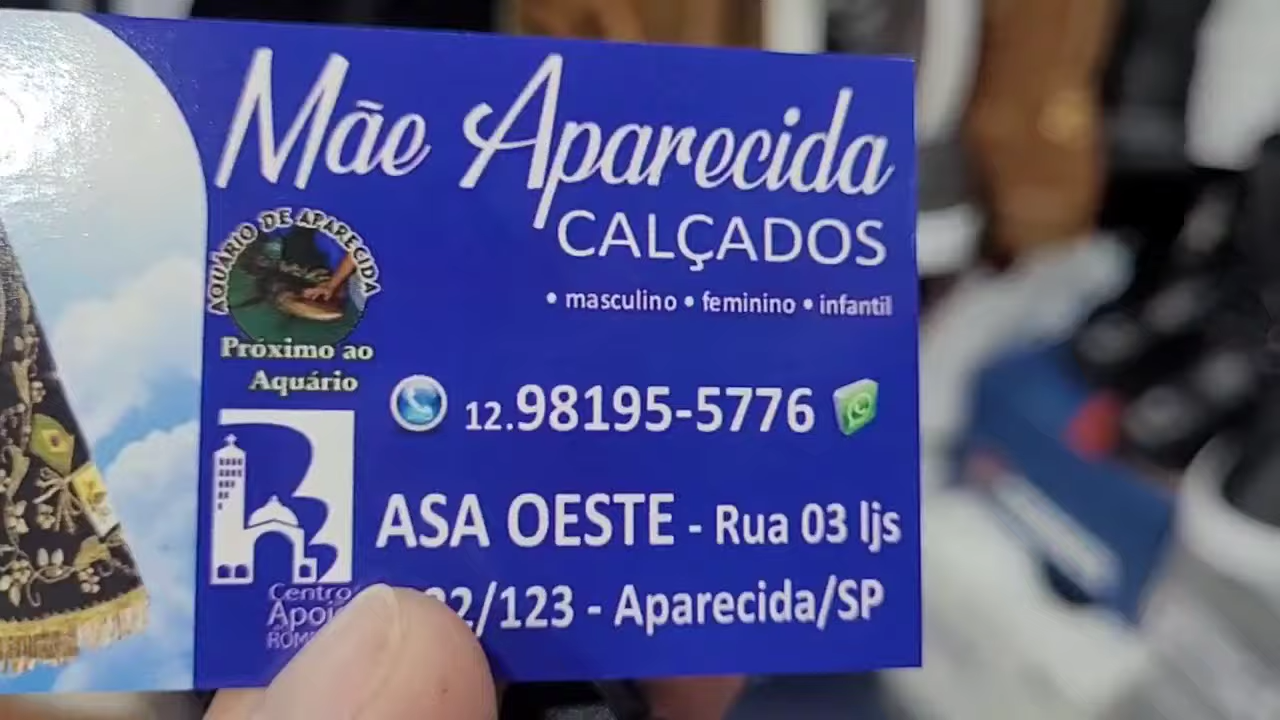 Mãe Aparecida
CALÇADOS
• masculino • feminino • infantil
AQUÁRIO DE APARECIDA
Próximo ao
Aquário
12.98195-5776
ASA OESTE - Rua 03 ljs
22/123 - Aparecida/SP
Centro